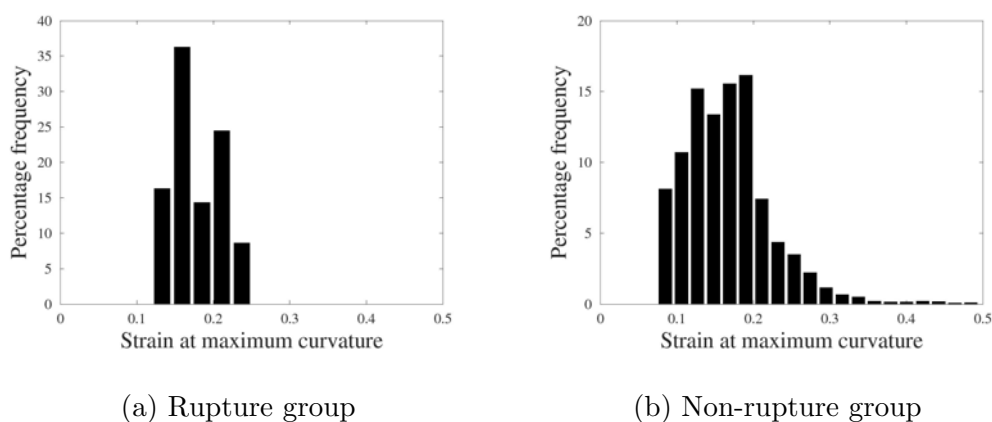 40
35
30
25
20
15
10
5
0
Percentage frequency
0 0.1 0.2 0.3 0.4 0.5
Strain at maximum curvature
(a) Rupture group
20
15
10
5
0
Percentage frequency
0 0.1 0.2 0.3 0.4 0.5
Strain at maximum curvature
(b) Non-rupture group